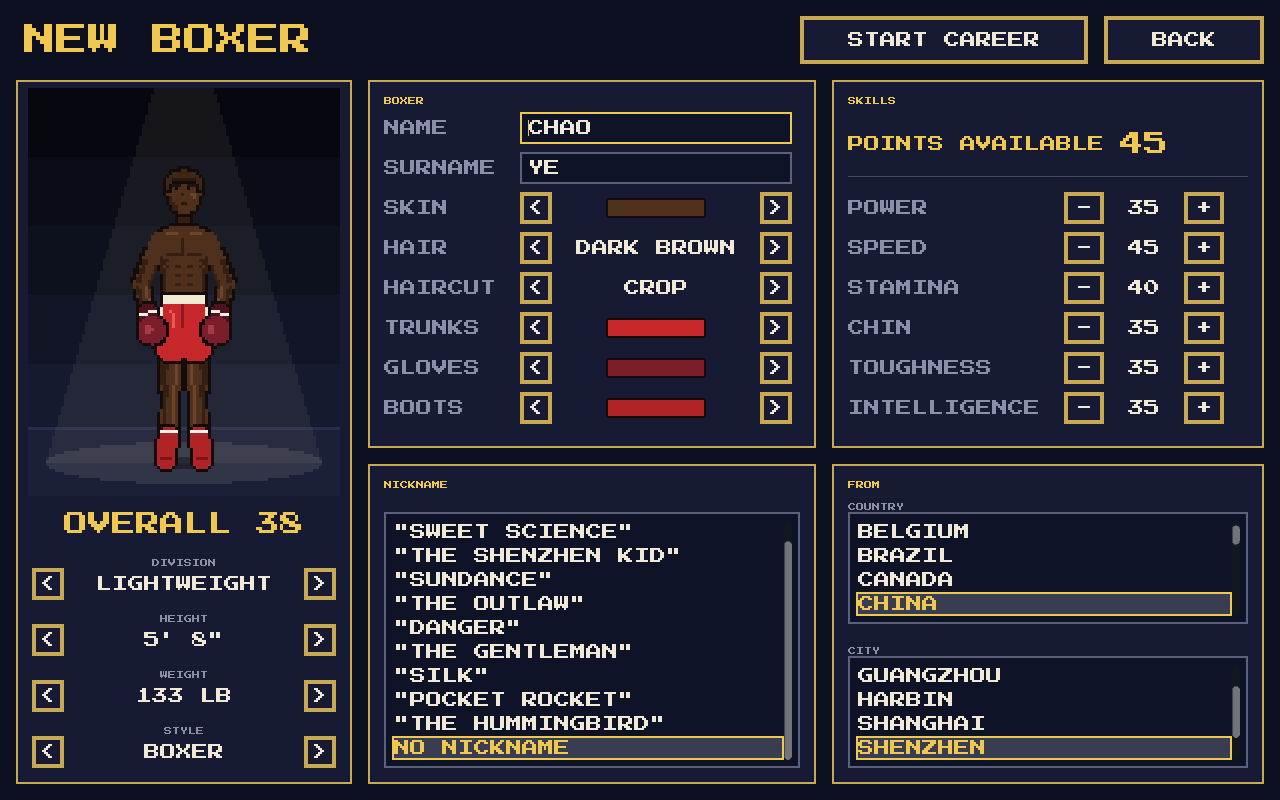 NEW BOXER
START CAREER
BACK
OVERALL 38
DIVISION
< LIGHTWEIGHT >
HEIGHT
< 5' 8" >
WEIGHT
< 133 LB >
STYLE
< BOXER >
BOXER
NAME CHAO
SURNAME YE
SKIN < >
HAIR < DARK BROWN >
HAIRCUT < CROP >
TRUNKS < >
GLOVES < >
BOOTS < >
SKILLS
POINTS AVAILABLE 45
POWER - 35 +
SPEED - 45 +
STAMINA - 40 +
CHIN - 35 +
TOUGHNESS - 35 +
INTELLIGENCE - 35 +
NICKNAME
"SWEET SCIENCE"
"THE SHENZHEN KID"
"SUNDANCE"
"THE OUTLAW"
"DANGER"
"THE GENTLEMAN"
"SILK"
"POCKET ROCKET"
"THE HUMMINGBIRD"
NO NICKNAME
FROM
COUNTRY
BELGIUM
BRAZIL
CANADA
CHINA
CITY
GUANGZHOU
HARBIN
SHANGHAI
SHENZHEN